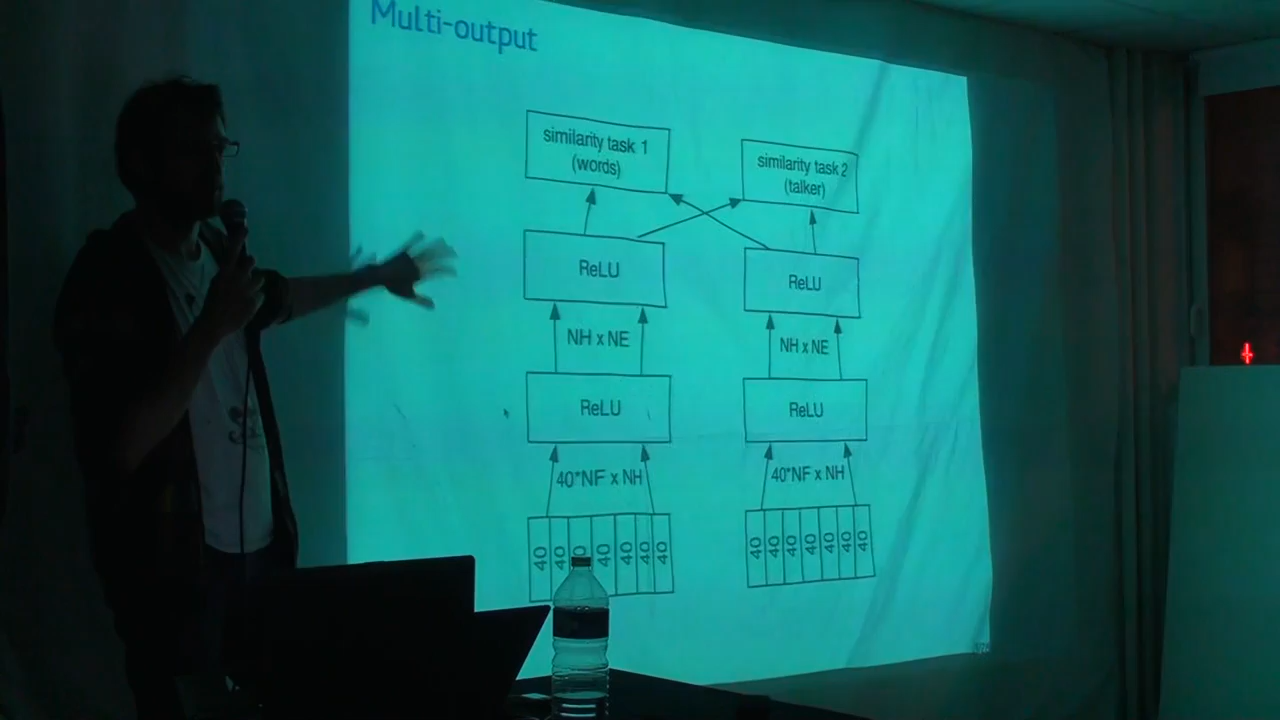 Multi-output
similarity task 1
(words)
similarity task 2
(talker)
ReLU
ReLU
NH x NE
NH x NE
ReLU
ReLU
40*NF x NH
40*NF x NH
40 40 40 40 40 40 40
40 40 40 40 40 40 40